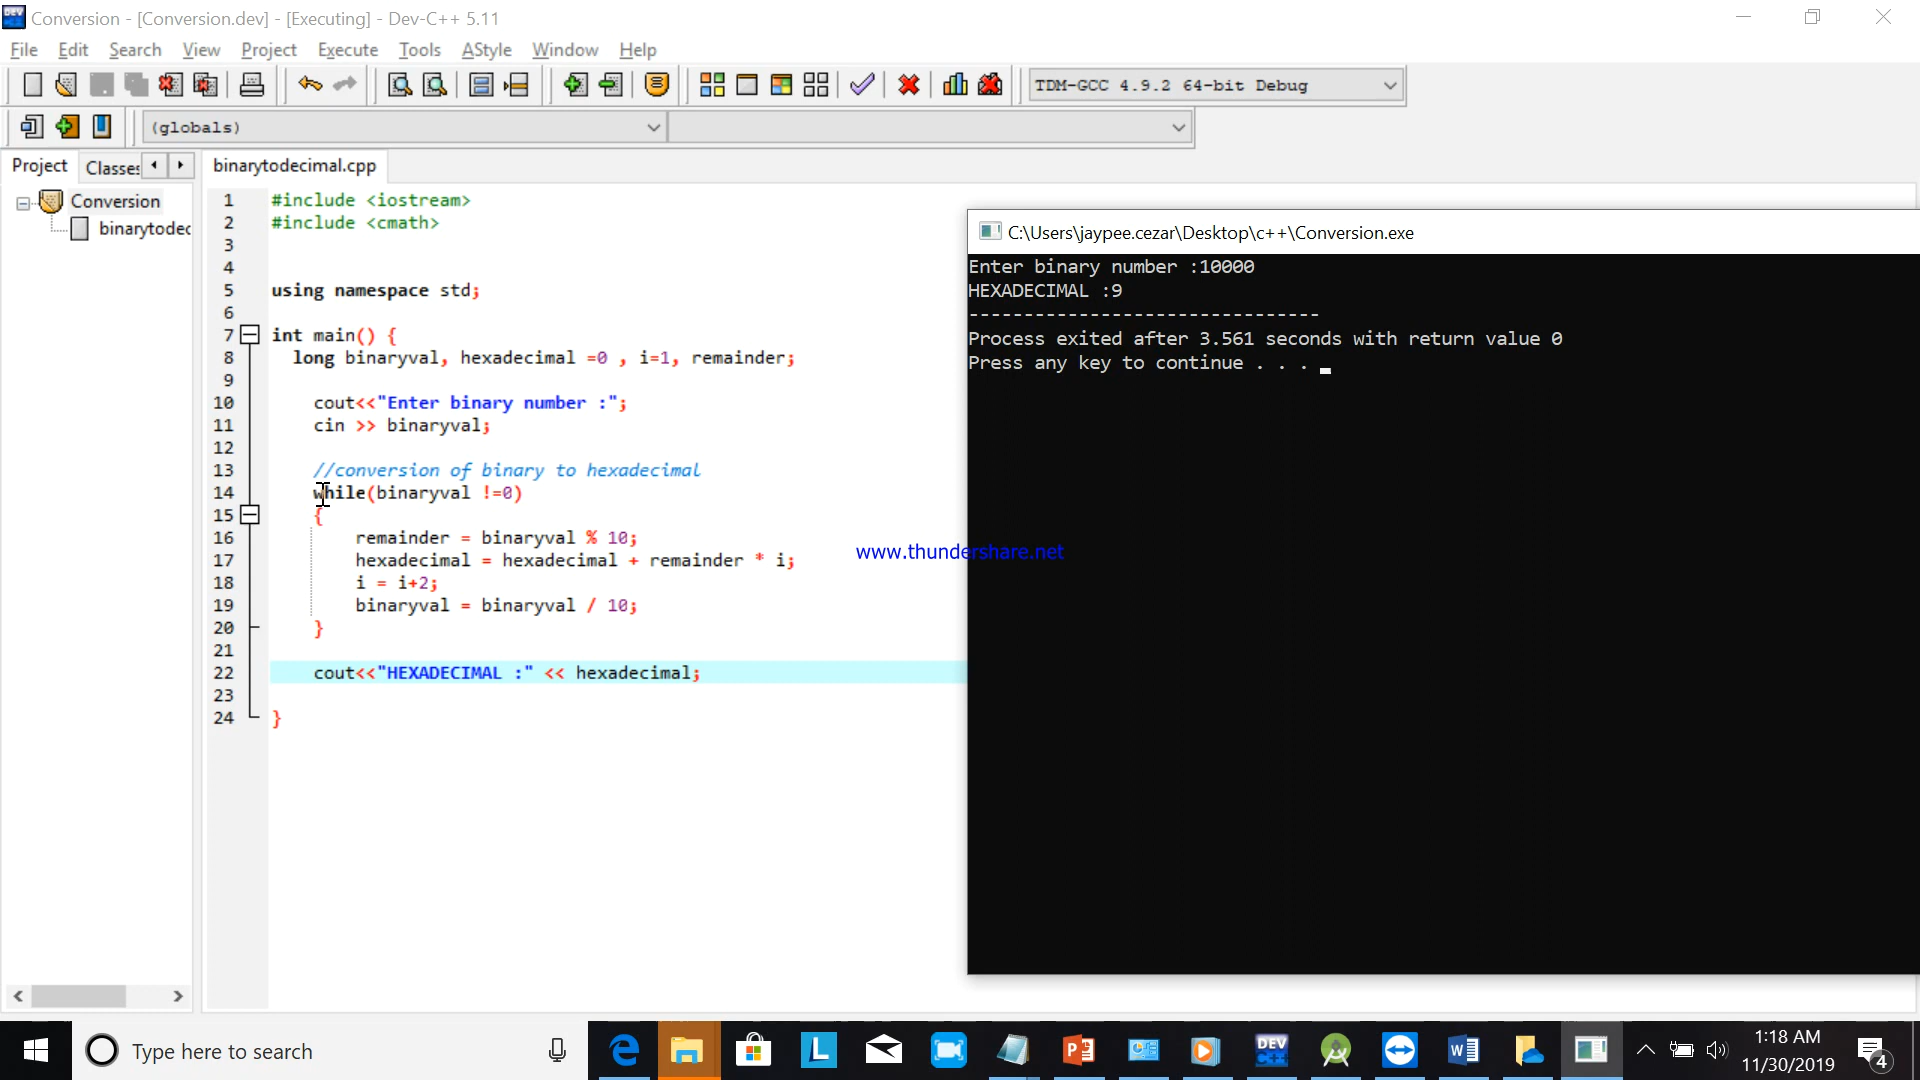 Conversion - [Conversion.dev] - [Executing] - Dev-C++ 5.11
File Edit Search View Project Execute Tools AStyle Window Help
TDM-GCC 4.9.2 64-bit Debug
(globals)
Project Classes
binarytodecimal.cpp
Conversion
binarytodec
1 #include <iostream>
2 #include <cmath>
3
4
5 using namespace std;
6
7 int main() {
8 long binaryval, hexadecimal =0 , i=1, remainder;
9
10 cout<<"Enter binary number :";
11 cin >> binaryval;
12
13 //conversion of binary to hexadecimal
14 while(binaryval !=0)
15 {
16 remainder = binaryval % 10;
17 hexadecimal = hexadecimal + remainder * i;
18 i = i+2;
19 binaryval = binaryval / 10;
20 }
21
22 cout<<"HEXADECIMAL :" << hexadecimal;
23
24 }
C:\Users\jaypee.cezar\Desktop\c++\Conversion.exe
Enter binary number :10000
HEXADECIMAL :9
--------------------------------
Process exited after 3.561 seconds with return value 0
Press any key to continue . . .
www.thundershare.net
Type here to search
L
DEV
C++
1:18 AM
11/30/2019
4